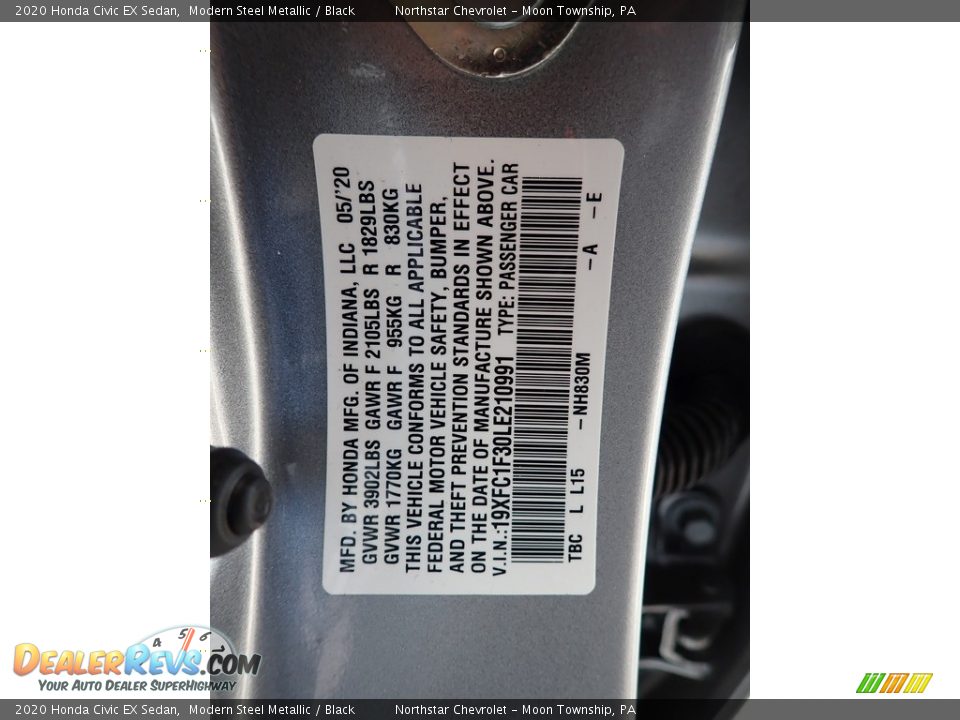 2020 Honda Civic EX Sedan, Modern Steel Metallic / Black Northstar Chevrolet - Moon Township, PA
MFD. BY HONDA MFG. OF INDIANA, LLC 05/'20
GVWR 3902LBS GAWR F 2105LBS R 1829LBS
GVWR 1770KG GAWR F 955KG R 830KG
THIS VEHICLE CONFORMS TO ALL APPLICABLE
FEDERAL MOTOR VEHICLE SAFETY, BUMPER,
AND THEFT PREVENTION STANDARDS IN EFFECT
ON THE DATE OF MANUFACTURE SHOWN ABOVE.
V.I.N.:19XFC1F30LE210991 TYPE: PASSENGER CAR
TBC L L15 -NH830M -A -E
4 5 6
DEALERREVS.COM
YOUR AUTO DEALER SUPERHIGHWAY
2020 Honda Civic EX Sedan, Modern Steel Metallic / Black Northstar Chevrolet - Moon Township, PA